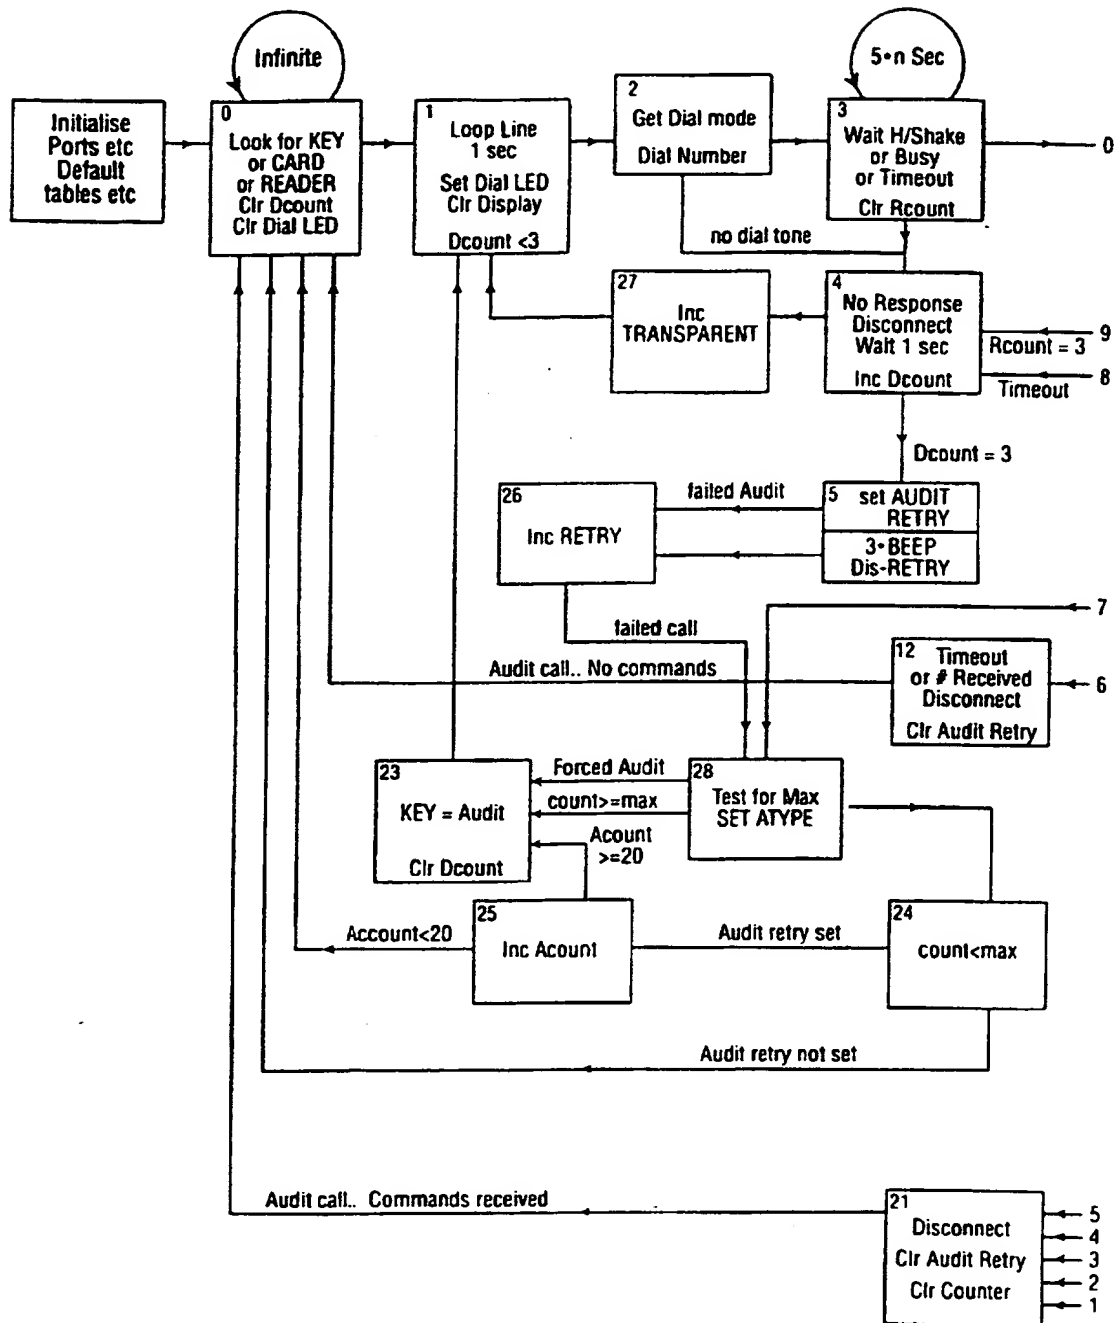 Infinite
5•n Sec
Initialise
Ports etc
Default
tables etc
0
Look for KEY
or CARD
or READER
Clr Dcount
Clr Dial LED
1
Loop Line
1 sec
Set Dial LED
Clr Display
Dcount <3
2
Get Dial mode
Dial Number
3
Wait H/Shake
or Busy
or Timeout
Clr Rcount
0
no dial tone
27
Inc
TRANSPARENT
4
No Response
Disconnect
Wait 1 sec
Inc Dcount
9
Rcount = 3
8
Timeout
Dcount = 3
26
Inc RETRY
failed Audit
5
set AUDIT
RETRY
3•BEEP
Dis-RETRY
7
failed call
Audit call.. No commands
12
Timeout
or # Received
Disconnect
Clr Audit Retry
6
23
KEY = Audit
Clr Dcount
Forced Audit
count>=max
Acount
>=20
28
Test for Max
SET ATYPE
25
Inc Acount
Account<20
Audit retry set
24
count<max
Audit retry not set
Audit call.. Commands received
21
Disconnect
Clr Audit Retry
Clr Counter
5
4
3
2
1